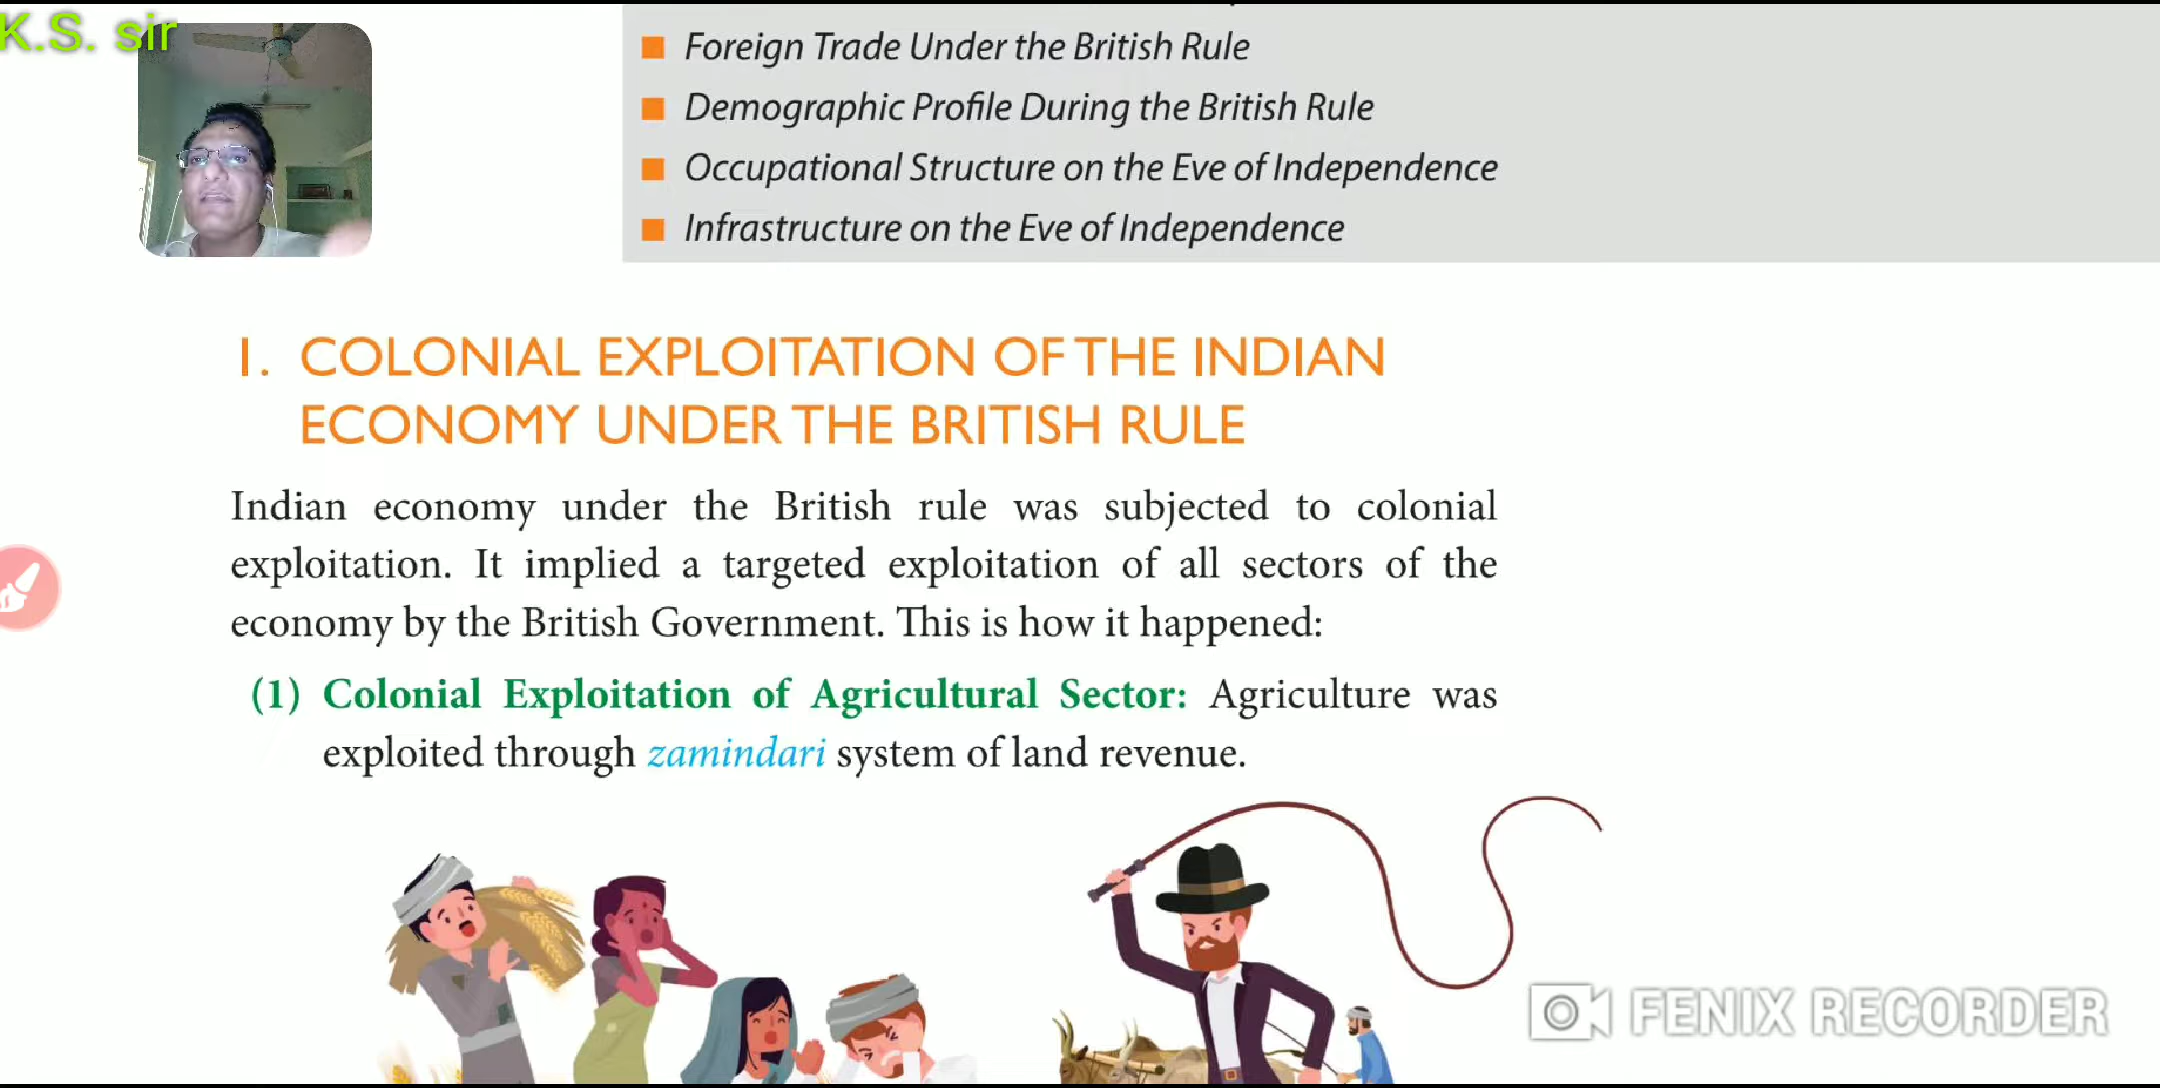 K.S. sir
Foreign Trade Under the British Rule
Demographic Profile During the British Rule
Occupational Structure on the Eve of Independence
Infrastructure on the Eve of Independence
1. COLONIAL EXPLOITATION OF THE INDIAN
ECONOMY UNDER THE BRITISH RULE
Indian economy under the British rule was subjected to colonial
exploitation. It implied a targeted exploitation of all sectors of the
economy by the British Government. This is how it happened:
(1) Colonial Exploitation of Agricultural Sector: Agriculture was
exploited through zamindari system of land revenue.
FENIX RECORDER